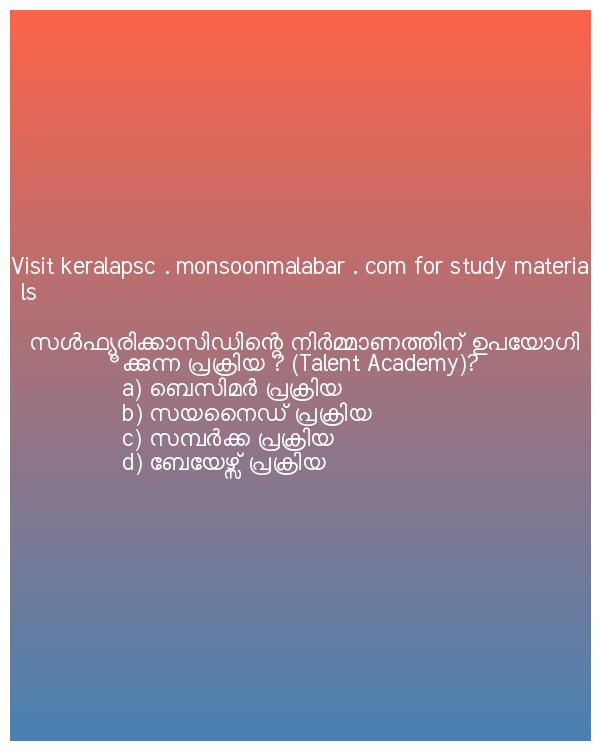 Visit keralapsc . monsoonmalabar . com for study materia
ls
സൾഫ്യൂരിക്കാസിഡിന്റെ നിർമ്മാണത്തിന് ഉപയോഗി
ക്കുന്ന പ്രക്രിയ ? (Talent Academy)?
a) ബെസിമർ പ്രക്രിയ
b) സയനൈഡ് പ്രക്രിയ
c) സമ്പർക്ക പ്രക്രിയ
d) ബേയേഴ്സ് പ്രക്രിയ